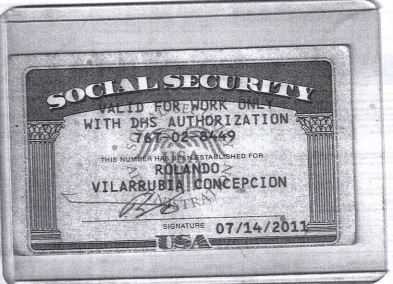 SOCIAL SECURITY
VALID FOR WORK ONLY
WITH DHS AUTHORIZATION
767-02-8449
THIS NUMBER HAS BEEN ESTABLISHED FOR
ROLANDO
VILARRUBIA CONCEPCION
SIGNATURE 07/14/2011
USA